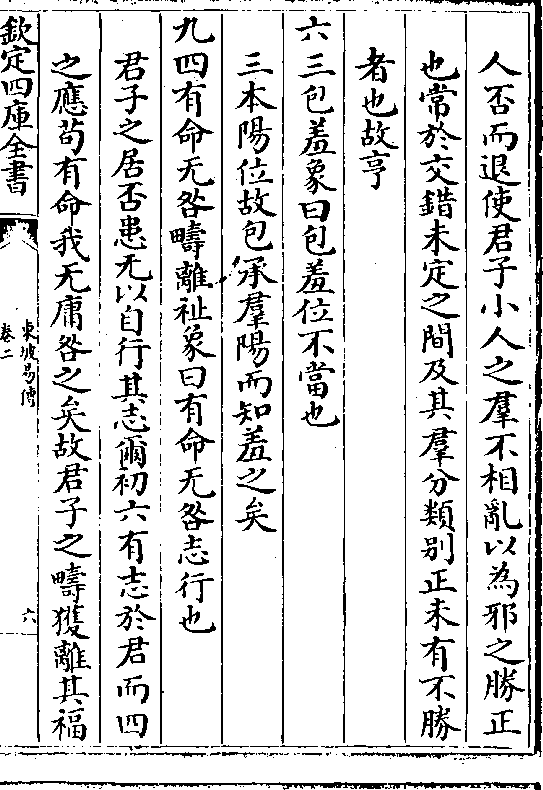 人否而退使君子小人之羣不相亂以為邪之勝正
也常於交錯未定之間及其羣分類别正未有不勝
者也故亨
六三包羞象曰包羞位不當也
三本陽位故包承羣陽而知羞之矣
九四有命无咎疇離祉象曰有命无咎志行也
君子之居否患无以自行其志爾初六有志於君而四
之應苟有命我无庸咎之矣故君子之疇獲離其福
欽定四庫全書
東坡易傳
卷二
六